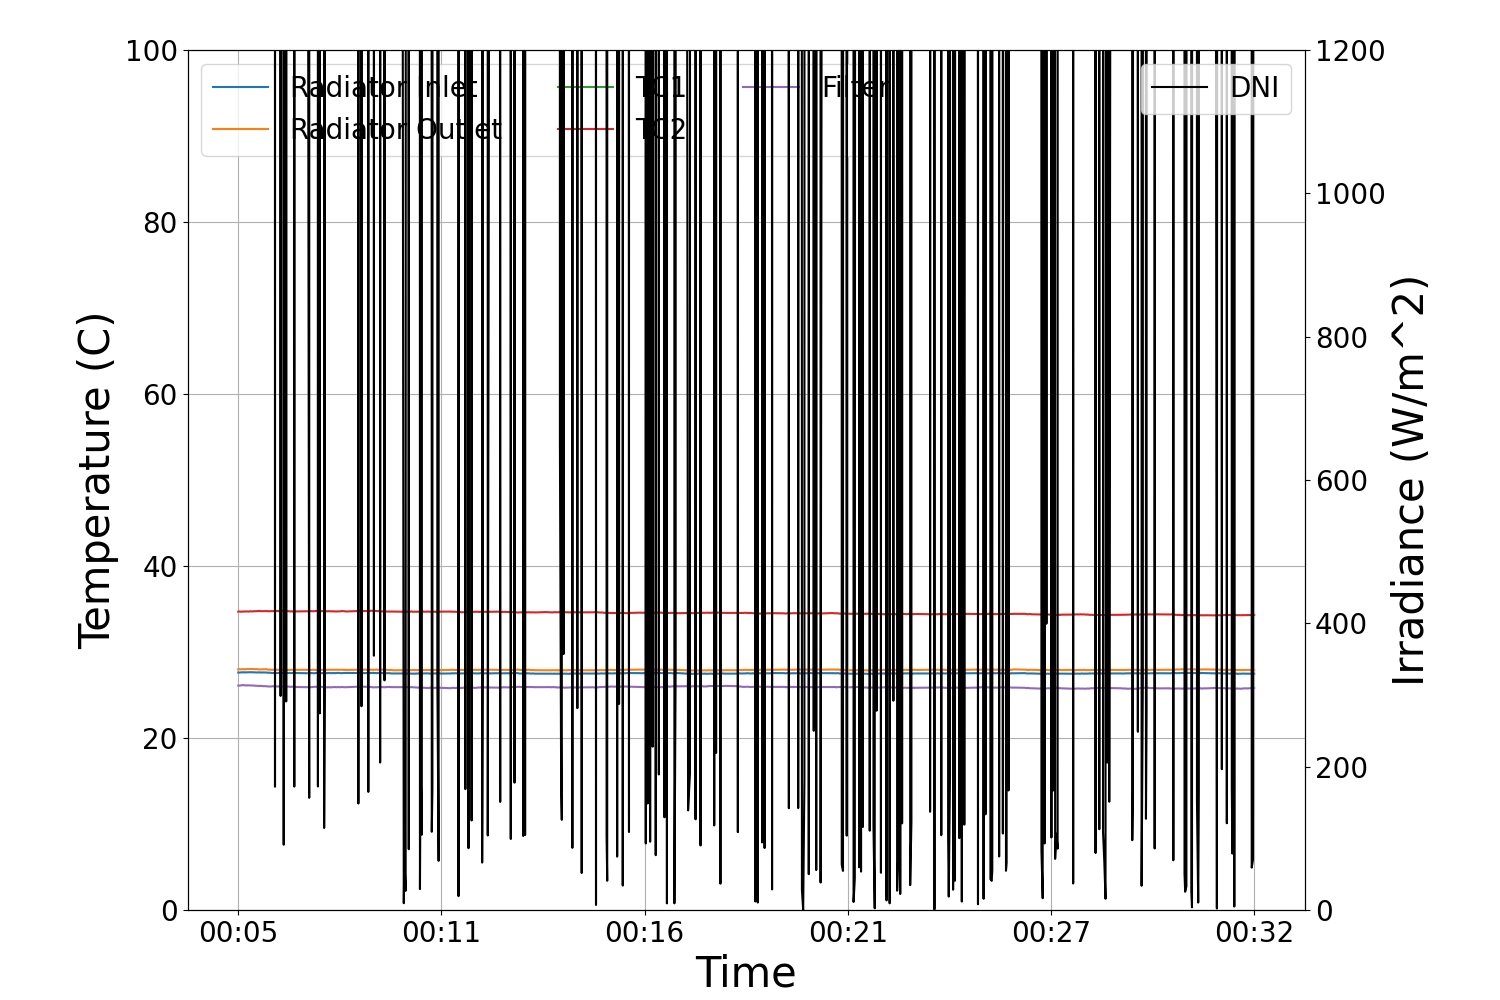 100
80
60
40
20
0
Temperature (C)
Radiator Inlet
Radiator Outlet
TC1
TC2
Filter
DNI
1200
1000
800
600
400
200
0
Irradiance (W/m^2)
00:05 00:11 00:16 00:21 00:27 00:32
Time